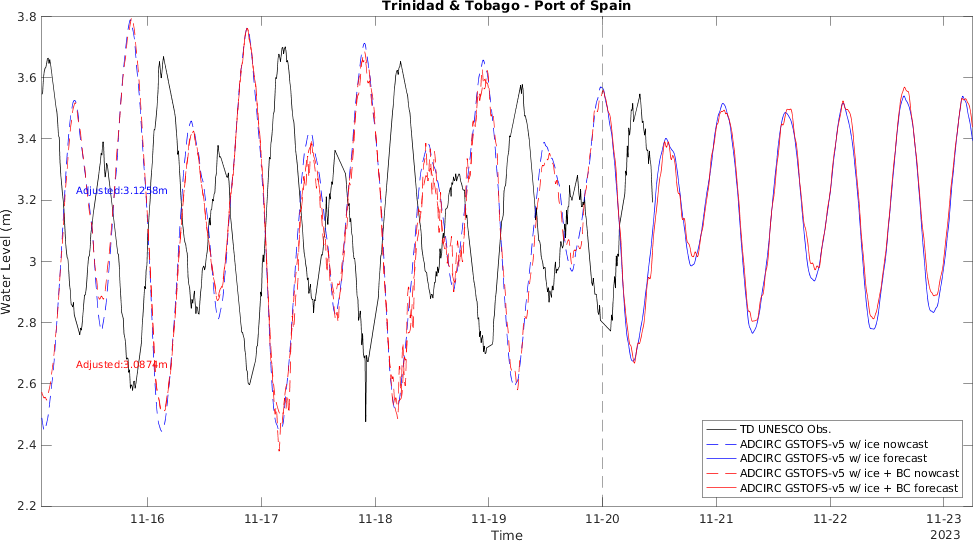 Trinidad & Tobago - Port of Spain
3.8
3.6
3.4
3.2
3
2.8
2.6
2.4
2.2
Water Level (m)
Adjusted:3.1258m
Adjusted:3.0874m
TD UNESCO Obs.
ADCIRC GSTOFS-v5 w/ ice nowcast
ADCIRC GSTOFS-v5 w/ ice forecast
ADCIRC GSTOFS-v5 w/ ice + BC nowcast
ADCIRC GSTOFS-v5 w/ ice + BC forecast
11-16 11-17 11-18 11-19 11-20 11-21 11-22 11-23
Time
2023